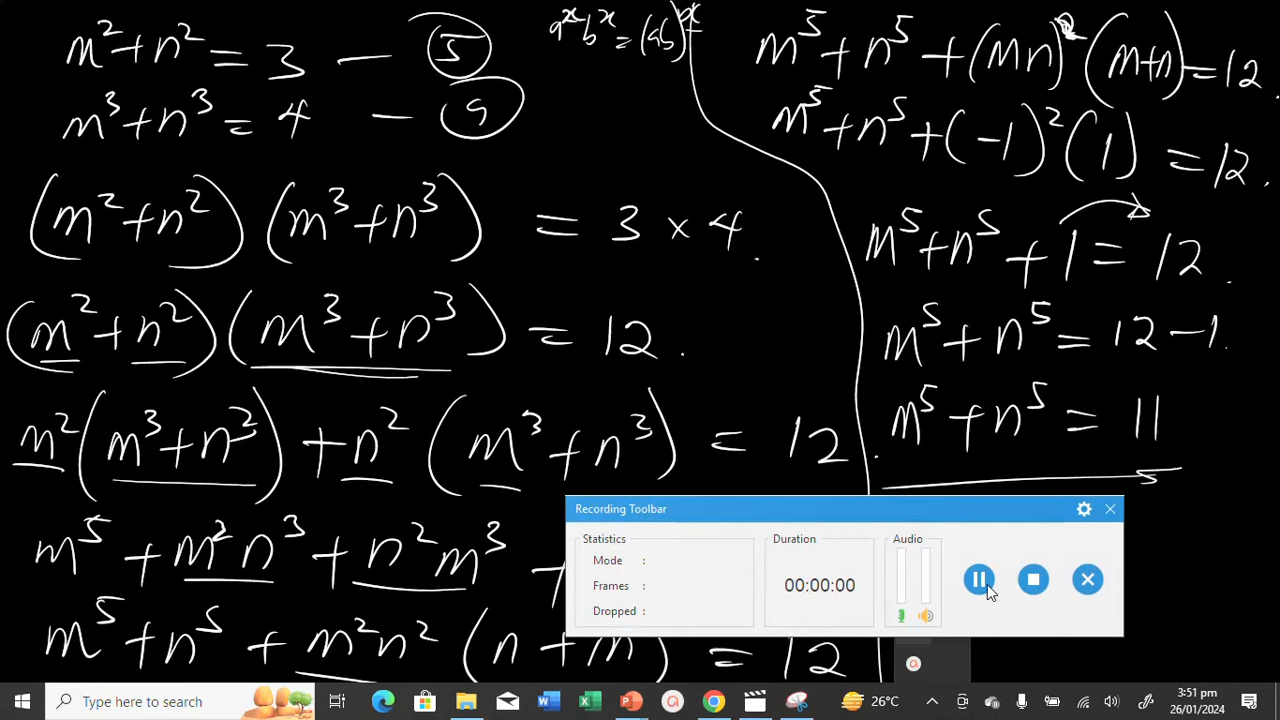 m² + n² = 3 — ⑤
m³ + n³ = 4 — ⑨
(m² + n²) (m³ + n³) = 3 × 4.
(m² + n²) (m³ + n³) = 12.
m² (m³ + n²) + n² (m³ + n³) = 12.
m⁵ + m²n³ + n²m³ +
m⁵ + n⁵ + m²n² (n + m) = 12
aˣbˣ = (ab)ˣ
m⁵ + n⁵ + (mn)² (m+n) = 12.
m⁵ + n⁵ + (-1)² (1) = 12.
m⁵ + n⁵ + 1 = 12.
m⁵ + n⁵ = 12 - 1.
m⁵ + n⁵ = 11
Recording Toolbar
Statistics
Mode :
Frames :
Dropped :
Duration
00:00:00
Audio
Type here to search
26°C
3:51 pm
26/01/2024